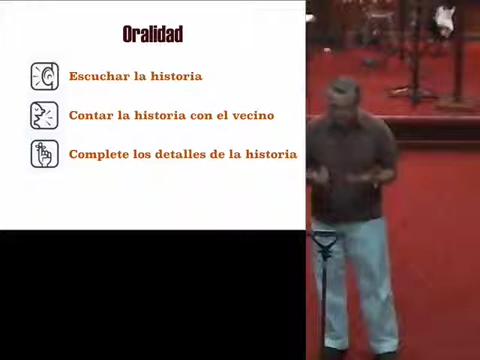 Oralidad
Escuchar la historia
Contar la historia con el vecino
Complete los detalles de la historia